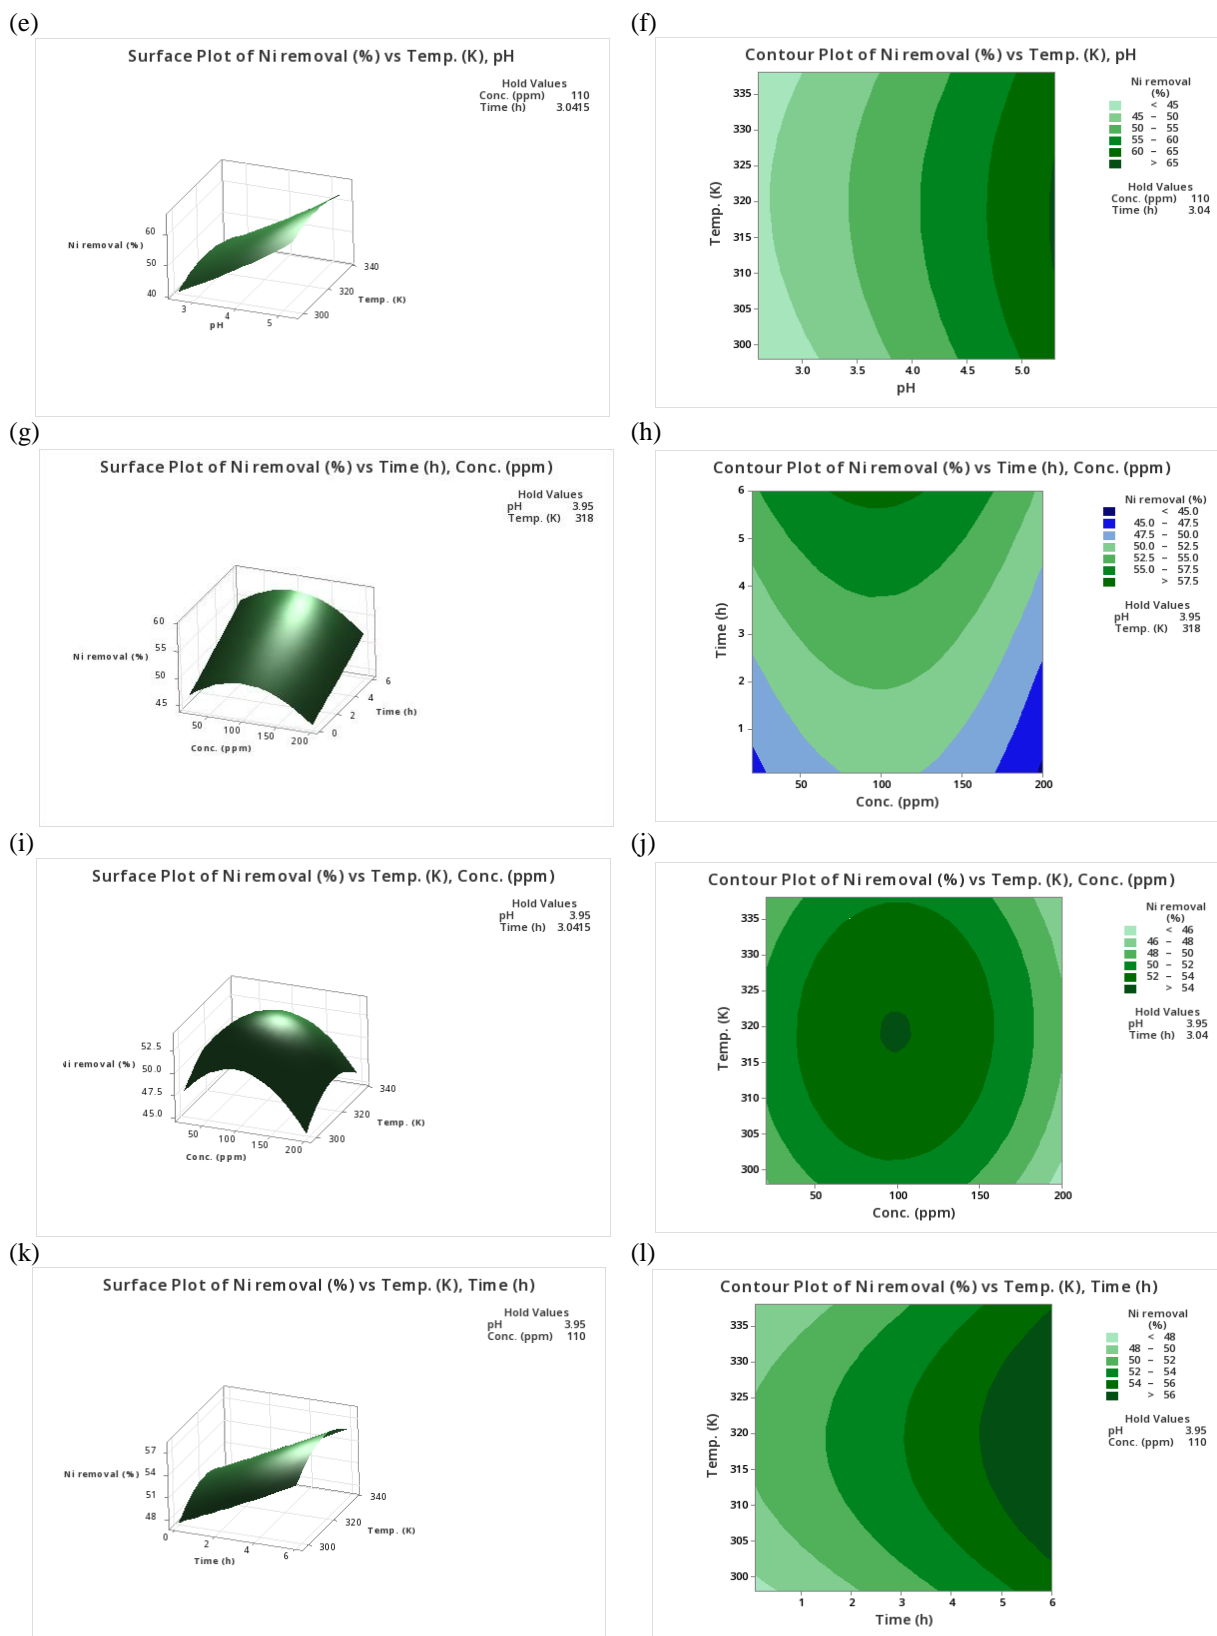 (e)
Surface Plot of Ni removal (%) vs Temp. (K), pH
Hold Values
Conc. (ppm) 110
Time (h) 3.0415
60
50
40
Ni removal (%)
3
4
5
pH
340
320
300
Temp. (K)
(f)
Contour Plot of Ni removal (%) vs Temp. (K), pH
Ni removal
(%)
< 45
45 – 50
50 – 55
55 – 60
60 – 65
> 65
Hold Values
Conc. (ppm) 110
Time (h) 3.04
335
330
325
320
315
310
305
300
Temp. (K)
3.0 3.5 4.0 4.5 5.0
pH
(g)
Surface Plot of Ni removal (%) vs Time (h), Conc. (ppm)
Hold Values
pH 3.95
Temp. (K) 318
60
55
50
45
Ni removal (%)
50
100
150
200
Conc. (ppm)
6
4
2
0
Time (h)
(h)
Contour Plot of Ni removal (%) vs Time (h), Conc. (ppm)
Ni removal (%)
< 45.0
45.0 – 47.5
47.5 – 50.0
50.0 – 52.5
52.5 – 55.0
55.0 – 57.5
> 57.5
Hold Values
pH 3.95
Temp. (K) 318
6
5
4
3
2
1
Time (h)
50 100 150 200
Conc. (ppm)
(i)
Surface Plot of Ni removal (%) vs Temp. (K), Conc. (ppm)
Hold Values
pH 3.95
Time (h) 3.0415
52.5
50.0
47.5
45.0
Ni removal (%)
50
100
150
200
Conc. (ppm)
340
320
300
Temp. (K)
(j)
Contour Plot of Ni removal (%) vs Temp. (K), Conc. (ppm)
Ni removal
(%)
< 46
46 – 48
48 – 50
50 – 52
52 – 54
> 54
Hold Values
pH 3.95
Time (h) 3.04
335
330
325
320
315
310
305
300
Temp. (K)
50 100 150 200
Conc. (ppm)
(k)
Surface Plot of Ni removal (%) vs Temp. (K), Time (h)
Hold Values
pH 3.95
Conc. (ppm) 110
57
54
51
48
Ni removal (%)
0
2
4
6
Time (h)
340
320
300
Temp. (K)
(l)
Contour Plot of Ni removal (%) vs Temp. (K), Time (h)
Ni removal
(%)
< 48
48 – 50
50 – 52
52 – 54
54 – 56
> 56
Hold Values
pH 3.95
Conc. (ppm) 110
335
330
325
320
315
310
305
300
Temp. (K)
1 2 3 4 5 6
Time (h)